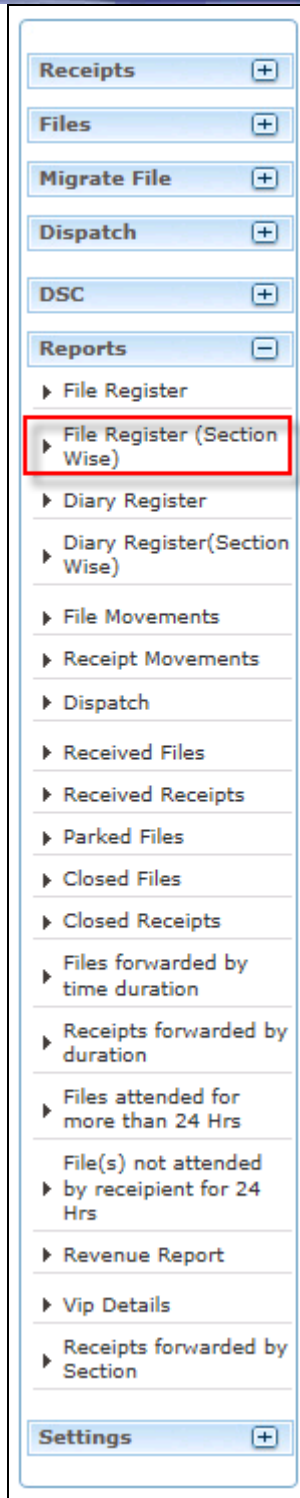 Receipts
Files
Migrate File
Dispatch
DSC
Reports
File Register
File Register (Section
Wise)
Diary Register
Diary Register(Section
Wise)
File Movements
Receipt Movements
Dispatch
Received Files
Received Receipts
Parked Files
Closed Files
Closed Receipts
Files forwarded by
time duration
Receipts forwarded by
duration
Files attended for
more than 24 Hrs
File(s) not attended
by receipient for 24
Hrs
Revenue Report
Vip Details
Receipts forwarded by
Section
Settings